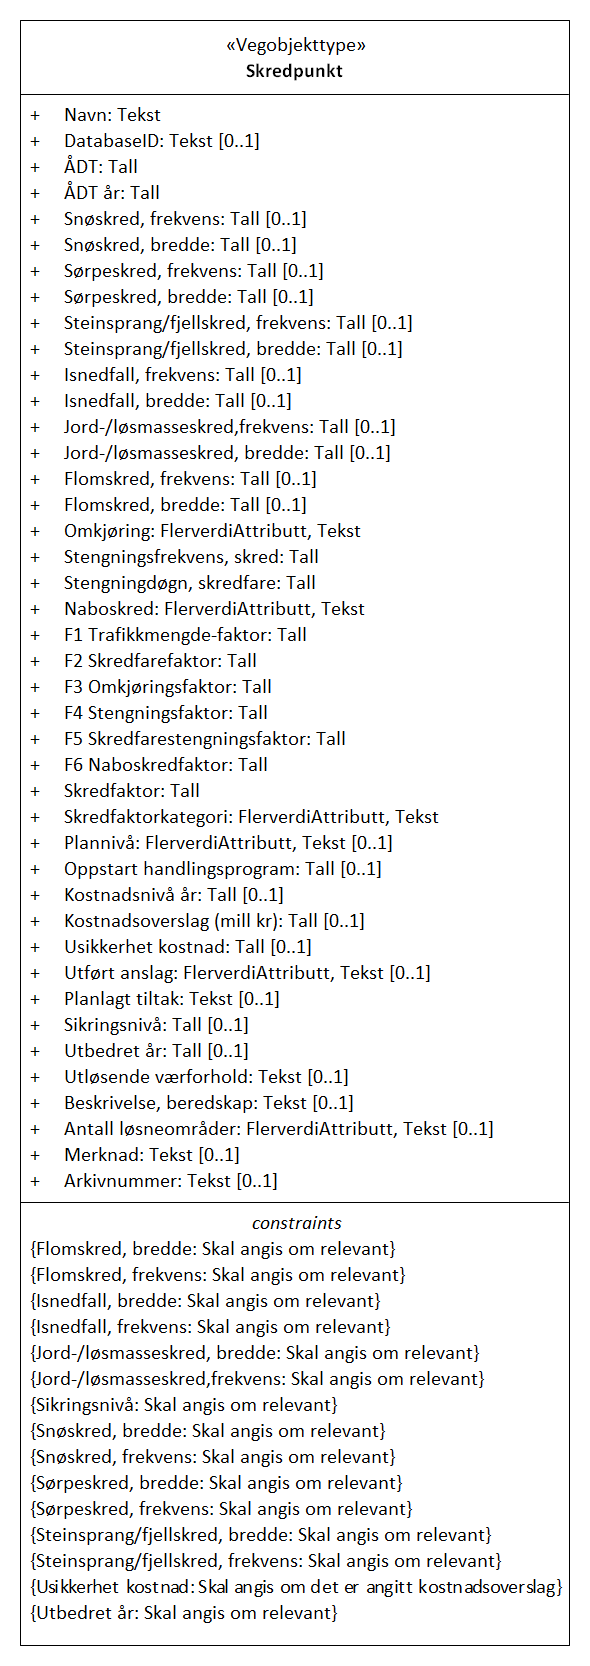 «Vegobjekttype»
Skredpunkt
+ Navn: Tekst
+ DatabaseID: Tekst [0..1]
+ ÅDT: Tall
+ ÅDT år: Tall
+ Snøskred, frekvens: Tall [0..1]
+ Snøskred, bredde: Tall [0..1]
+ Sørpeskred, frekvens: Tall [0..1]
+ Sørpeskred, bredde: Tall [0..1]
+ Steinsprang/fjellskred, frekvens: Tall [0..1]
+ Steinsprang/fjellskred, bredde: Tall [0..1]
+ Isnedfall, frekvens: Tall [0..1]
+ Isnedfall, bredde: Tall [0..1]
+ Jord-/løsmasseskred,frekvens: Tall [0..1]
+ Jord-/løsmasseskred, bredde: Tall [0..1]
+ Flomskred, frekvens: Tall [0..1]
+ Flomskred, bredde: Tall [0..1]
+ Omkjøring: FlerverdiAttributt, Tekst
+ Stengningsfrekvens, skred: Tall
+ Stengningdøgn, skredfare: Tall
+ Naboskred: FlerverdiAttributt, Tekst
+ F1 Trafikkmengde-faktor: Tall
+ F2 Skredfarefaktor: Tall
+ F3 Omkjøringsfaktor: Tall
+ F4 Stengningsfaktor: Tall
+ F5 Skredfarestengningsfaktor: Tall
+ F6 Naboskredfaktor: Tall
+ Skredfaktor: Tall
+ Skredfaktorkategori: FlerverdiAttributt, Tekst
+ Plannivå: FlerverdiAttributt, Tekst [0..1]
+ Oppstart handlingsprogram: Tall [0..1]
+ Kostnadsnivå år: Tall [0..1]
+ Kostnadsoverslag (mill kr): Tall [0..1]
+ Usikkerhet kostnad: Tall [0..1]
+ Utført anslag: FlerverdiAttributt, Tekst [0..1]
+ Planlagt tiltak: Tekst [0..1]
+ Sikringsnivå: Tall [0..1]
+ Utbedret år: Tall [0..1]
+ Utløsende værforhold: Tekst [0..1]
+ Beskrivelse, beredskap: Tekst [0..1]
+ Antall løsneområder: FlerverdiAttributt, Tekst [0..1]
+ Merknad: Tekst [0..1]
+ Arkivnummer: Tekst [0..1]
constraints
{Flomskred, bredde: Skal angis om relevant}
{Flomskred, frekvens: Skal angis om relevant}
{Isnedfall, bredde: Skal angis om relevant}
{Isnedfall, frekvens: Skal angis om relevant}
{Jord-/løsmasseskred, bredde: Skal angis om relevant}
{Jord-/løsmasseskred,frekvens: Skal angis om relevant}
{Sikringsnivå: Skal angis om relevant}
{Snøskred, bredde: Skal angis om relevant}
{Snøskred, frekvens: Skal angis om relevant}
{Sørpeskred, bredde: Skal angis om relevant}
{Sørpeskred, frekvens: Skal angis om relevant}
{Steinsprang/fjellskred, bredde: Skal angis om relevant}
{Steinsprang/fjellskred, frekvens: Skal angis om relevant}
{Usikkerhet kostnad: Skal angis om det er angitt kostnadsoverslag}
{Utbedret år: Skal angis om relevant}